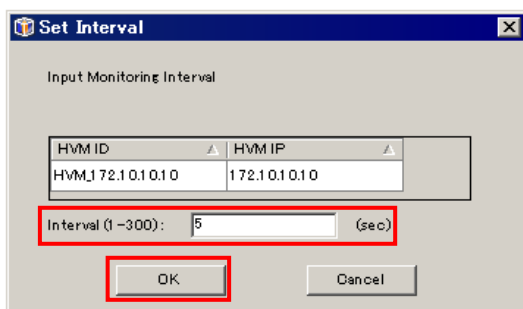 Set Interval
Input Monitoring Interval
HVM ID HVM IP
HVM_172.10.10.10 172.10.10.10
Interval (1-300): 5 (sec)
OK Cancel